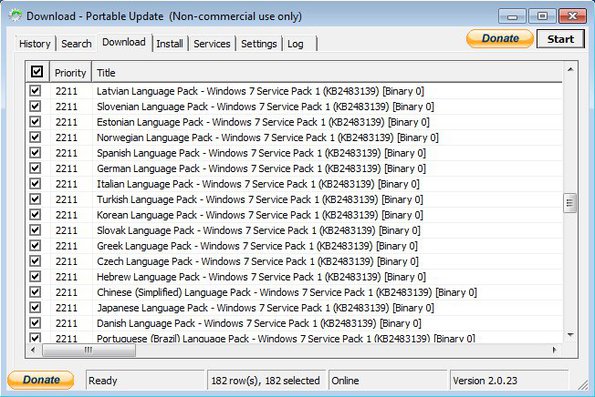 Download - Portable Update (Non-commercial use only)
History Search Download Install Services Settings Log Donate Start
Priority Title
2211 Latvian Language Pack - Windows 7 Service Pack 1 (KB2483139) [Binary 0]
2211 Slovenian Language Pack - Windows 7 Service Pack 1 (KB2483139) [Binary 0]
2211 Estonian Language Pack - Windows 7 Service Pack 1 (KB2483139) [Binary 0]
2211 Norwegian Language Pack - Windows 7 Service Pack 1 (KB2483139) [Binary 0]
2211 Spanish Language Pack - Windows 7 Service Pack 1 (KB2483139) [Binary 0]
2211 German Language Pack - Windows 7 Service Pack 1 (KB2483139) [Binary 0]
2211 Italian Language Pack - Windows 7 Service Pack 1 (KB2483139) [Binary 0]
2211 Turkish Language Pack - Windows 7 Service Pack 1 (KB2483139) [Binary 0]
2211 Korean Language Pack - Windows 7 Service Pack 1 (KB2483139) [Binary 0]
2211 Slovak Language Pack - Windows 7 Service Pack 1 (KB2483139) [Binary 0]
2211 Greek Language Pack - Windows 7 Service Pack 1 (KB2483139) [Binary 0]
2211 Czech Language Pack - Windows 7 Service Pack 1 (KB2483139) [Binary 0]
2211 Hebrew Language Pack - Windows 7 Service Pack 1 (KB2483139) [Binary 0]
2211 Chinese (Simplified) Language Pack - Windows 7 Service Pack 1 (KB2483139) [Binary 0]
2211 Japanese Language Pack - Windows 7 Service Pack 1 (KB2483139) [Binary 0]
2211 Danish Language Pack - Windows 7 Service Pack 1 (KB2483139) [Binary 0]
2211 Portuguese (Brazil) Language Pack - Windows 7 Service Pack 1 (KB2483139) [Binary 0]
Donate Ready 182 row(s), 182 selected Online Version 2.0.23